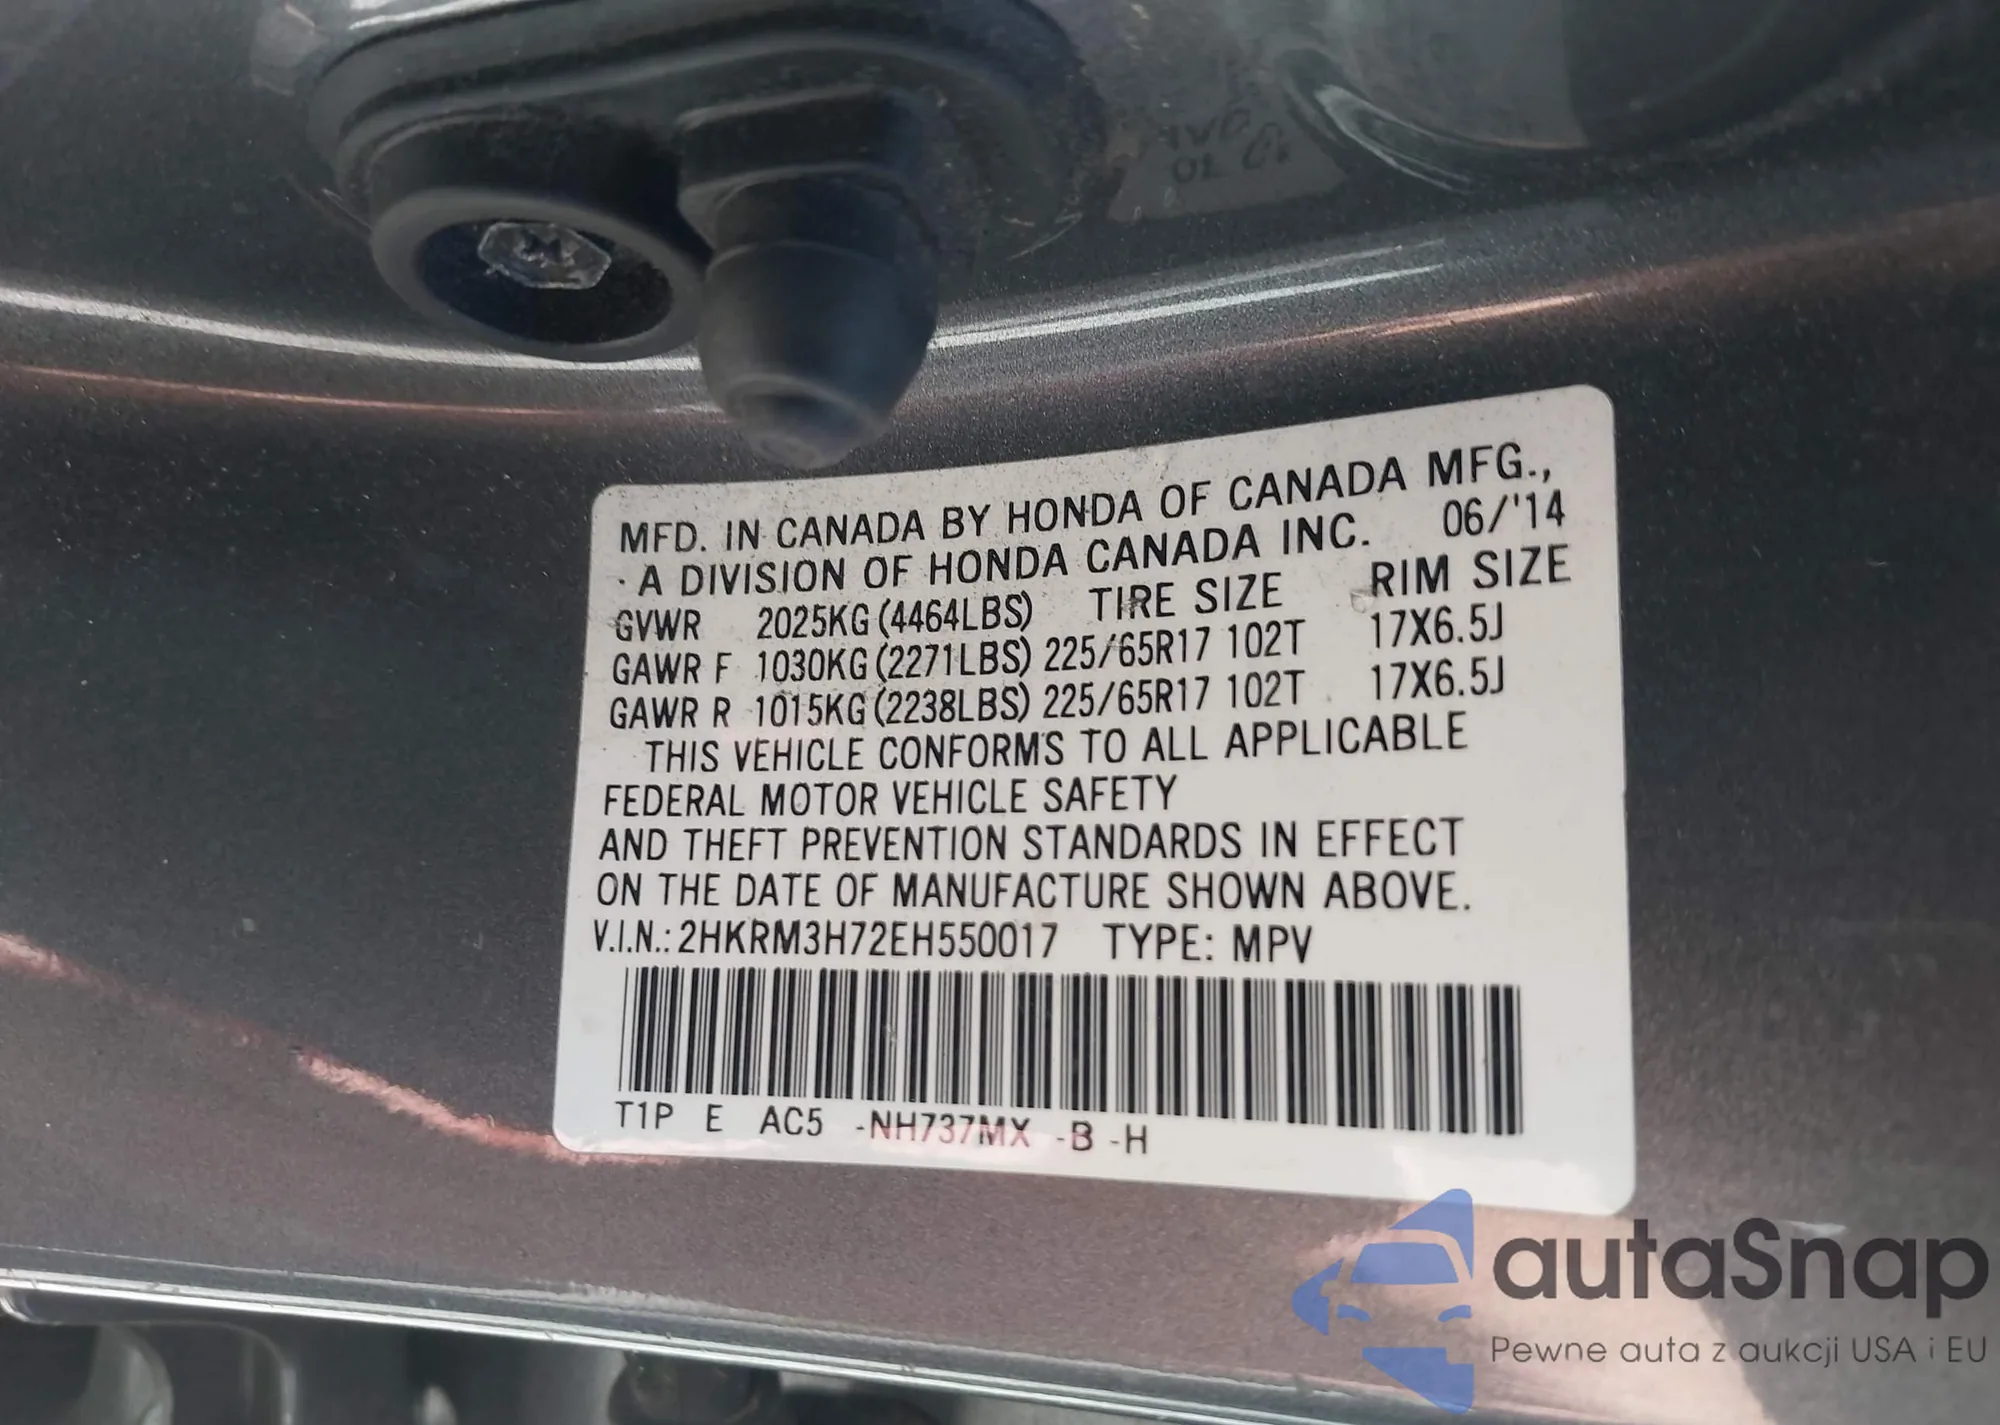 MFD. IN CANADA BY HONDA OF CANADA MFG.,
A DIVISION OF HONDA CANADA INC. 06/'14
GVWR 2025KG (4464LBS) TIRE SIZE RIM SIZE
GAWR F 1030KG (2271LBS) 225/65R17 102T 17X6.5J
GAWR R 1015KG (2238LBS) 225/65R17 102T 17X6.5J
THIS VEHICLE CONFORMS TO ALL APPLICABLE
FEDERAL MOTOR VEHICLE SAFETY
AND THEFT PREVENTION STANDARDS IN EFFECT
ON THE DATE OF MANUFACTURE SHOWN ABOVE.
V.I.N.: 2HKRM3H72EH550017 TYPE: MPV
T1P E AC5 -NH737MX -B -H
autaSnap
Pewne auta z aukcji USA i EU